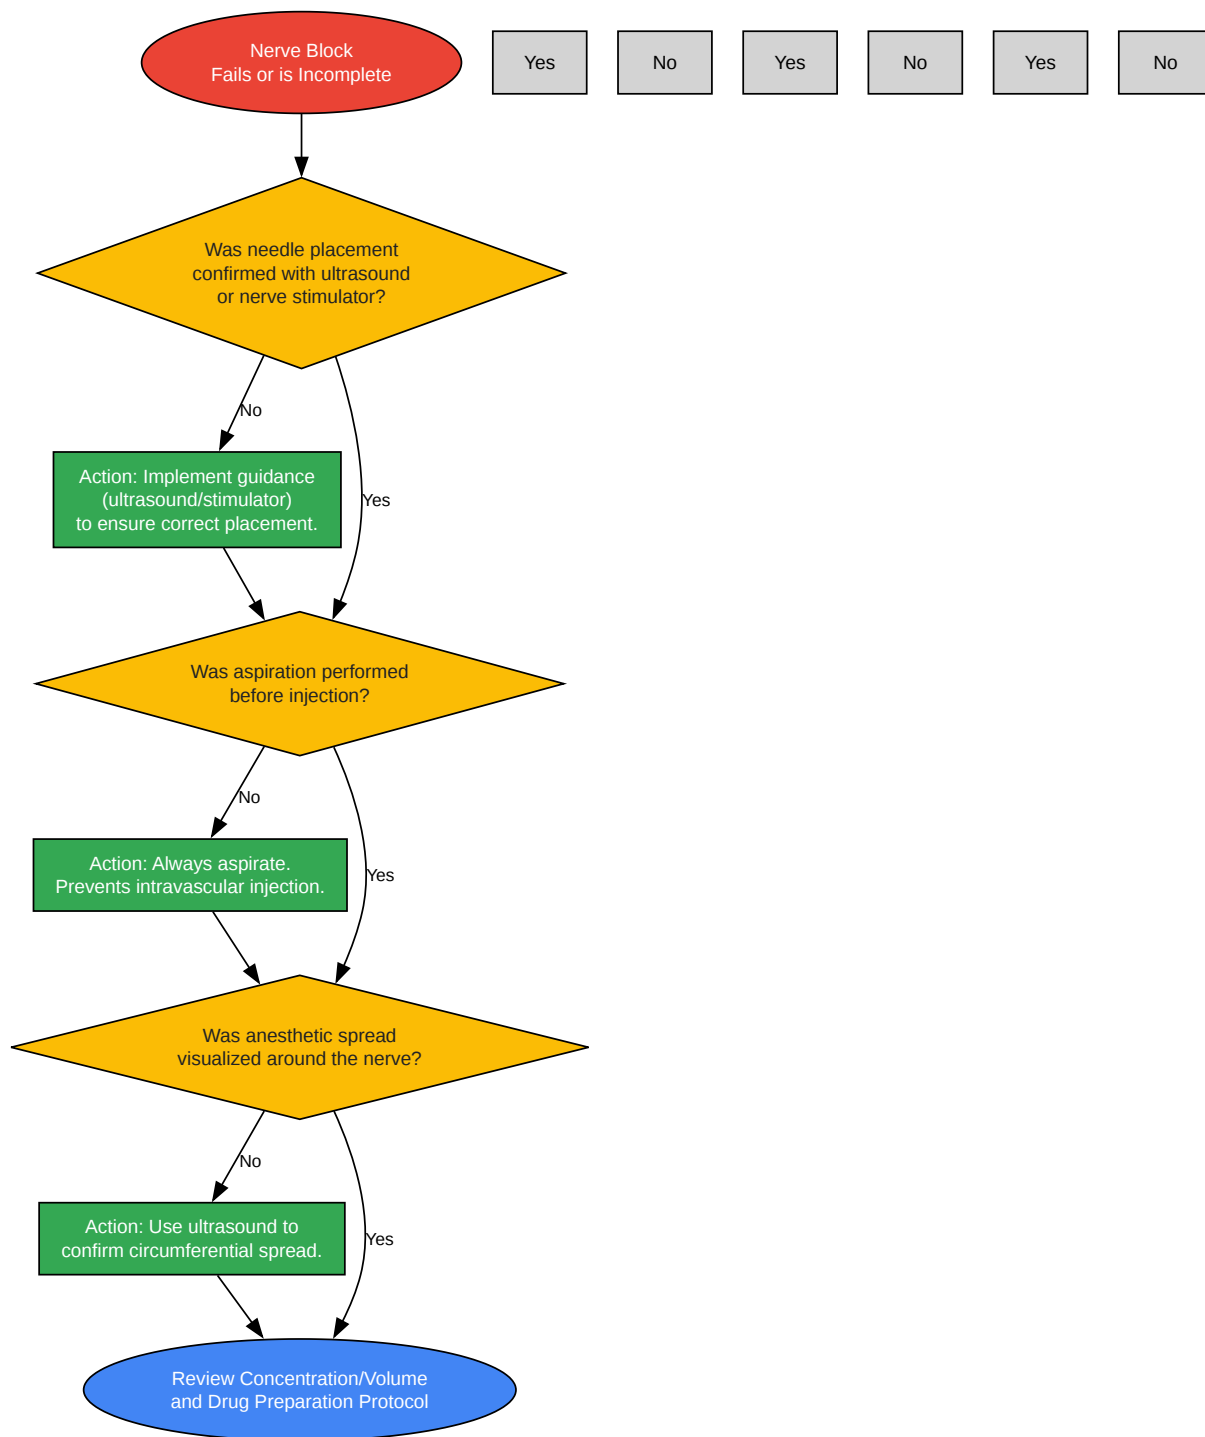 Nerve Block
Fails or is Incomplete
Yes
No
Yes
No
Yes
No
Was needle placement
confirmed with ultrasound
or nerve stimulator?
No
Action: Implement guidance
(ultrasound/stimulator)
to ensure correct placement.
Yes
Was aspiration performed
before injection?
No
Action: Always aspirate.
Prevents intravascular injection.
Yes
Was anesthetic spread
visualized around the nerve?
No
Action: Use ultrasound to
confirm circumferential spread.
Yes
Review Concentration/Volume
and Drug Preparation Protocol